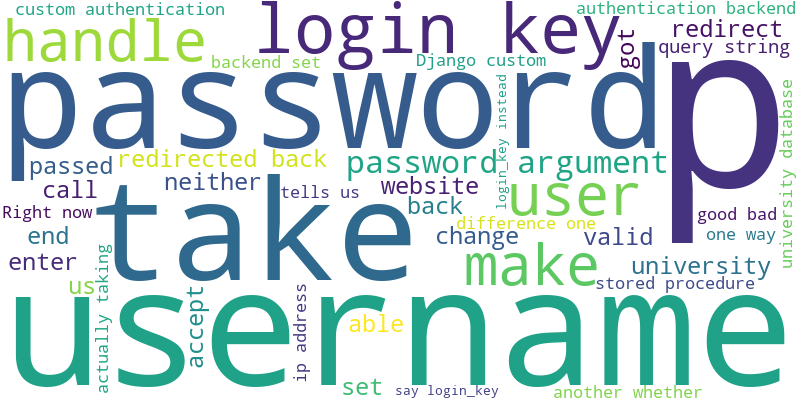 custom authentication
authentication backend
handle
login key
redirect
got
query string
backend set
Django custom
password
p
login_key instead
university database
passed
redirected back
password argument
call
neither
tells us
website
user
Right now
take
back
good bad
end
difference one
change
valid
one way
enter
make
university
us
actually taking
accept
ip address
stored procedure
username
able
set
say login_key
another whether